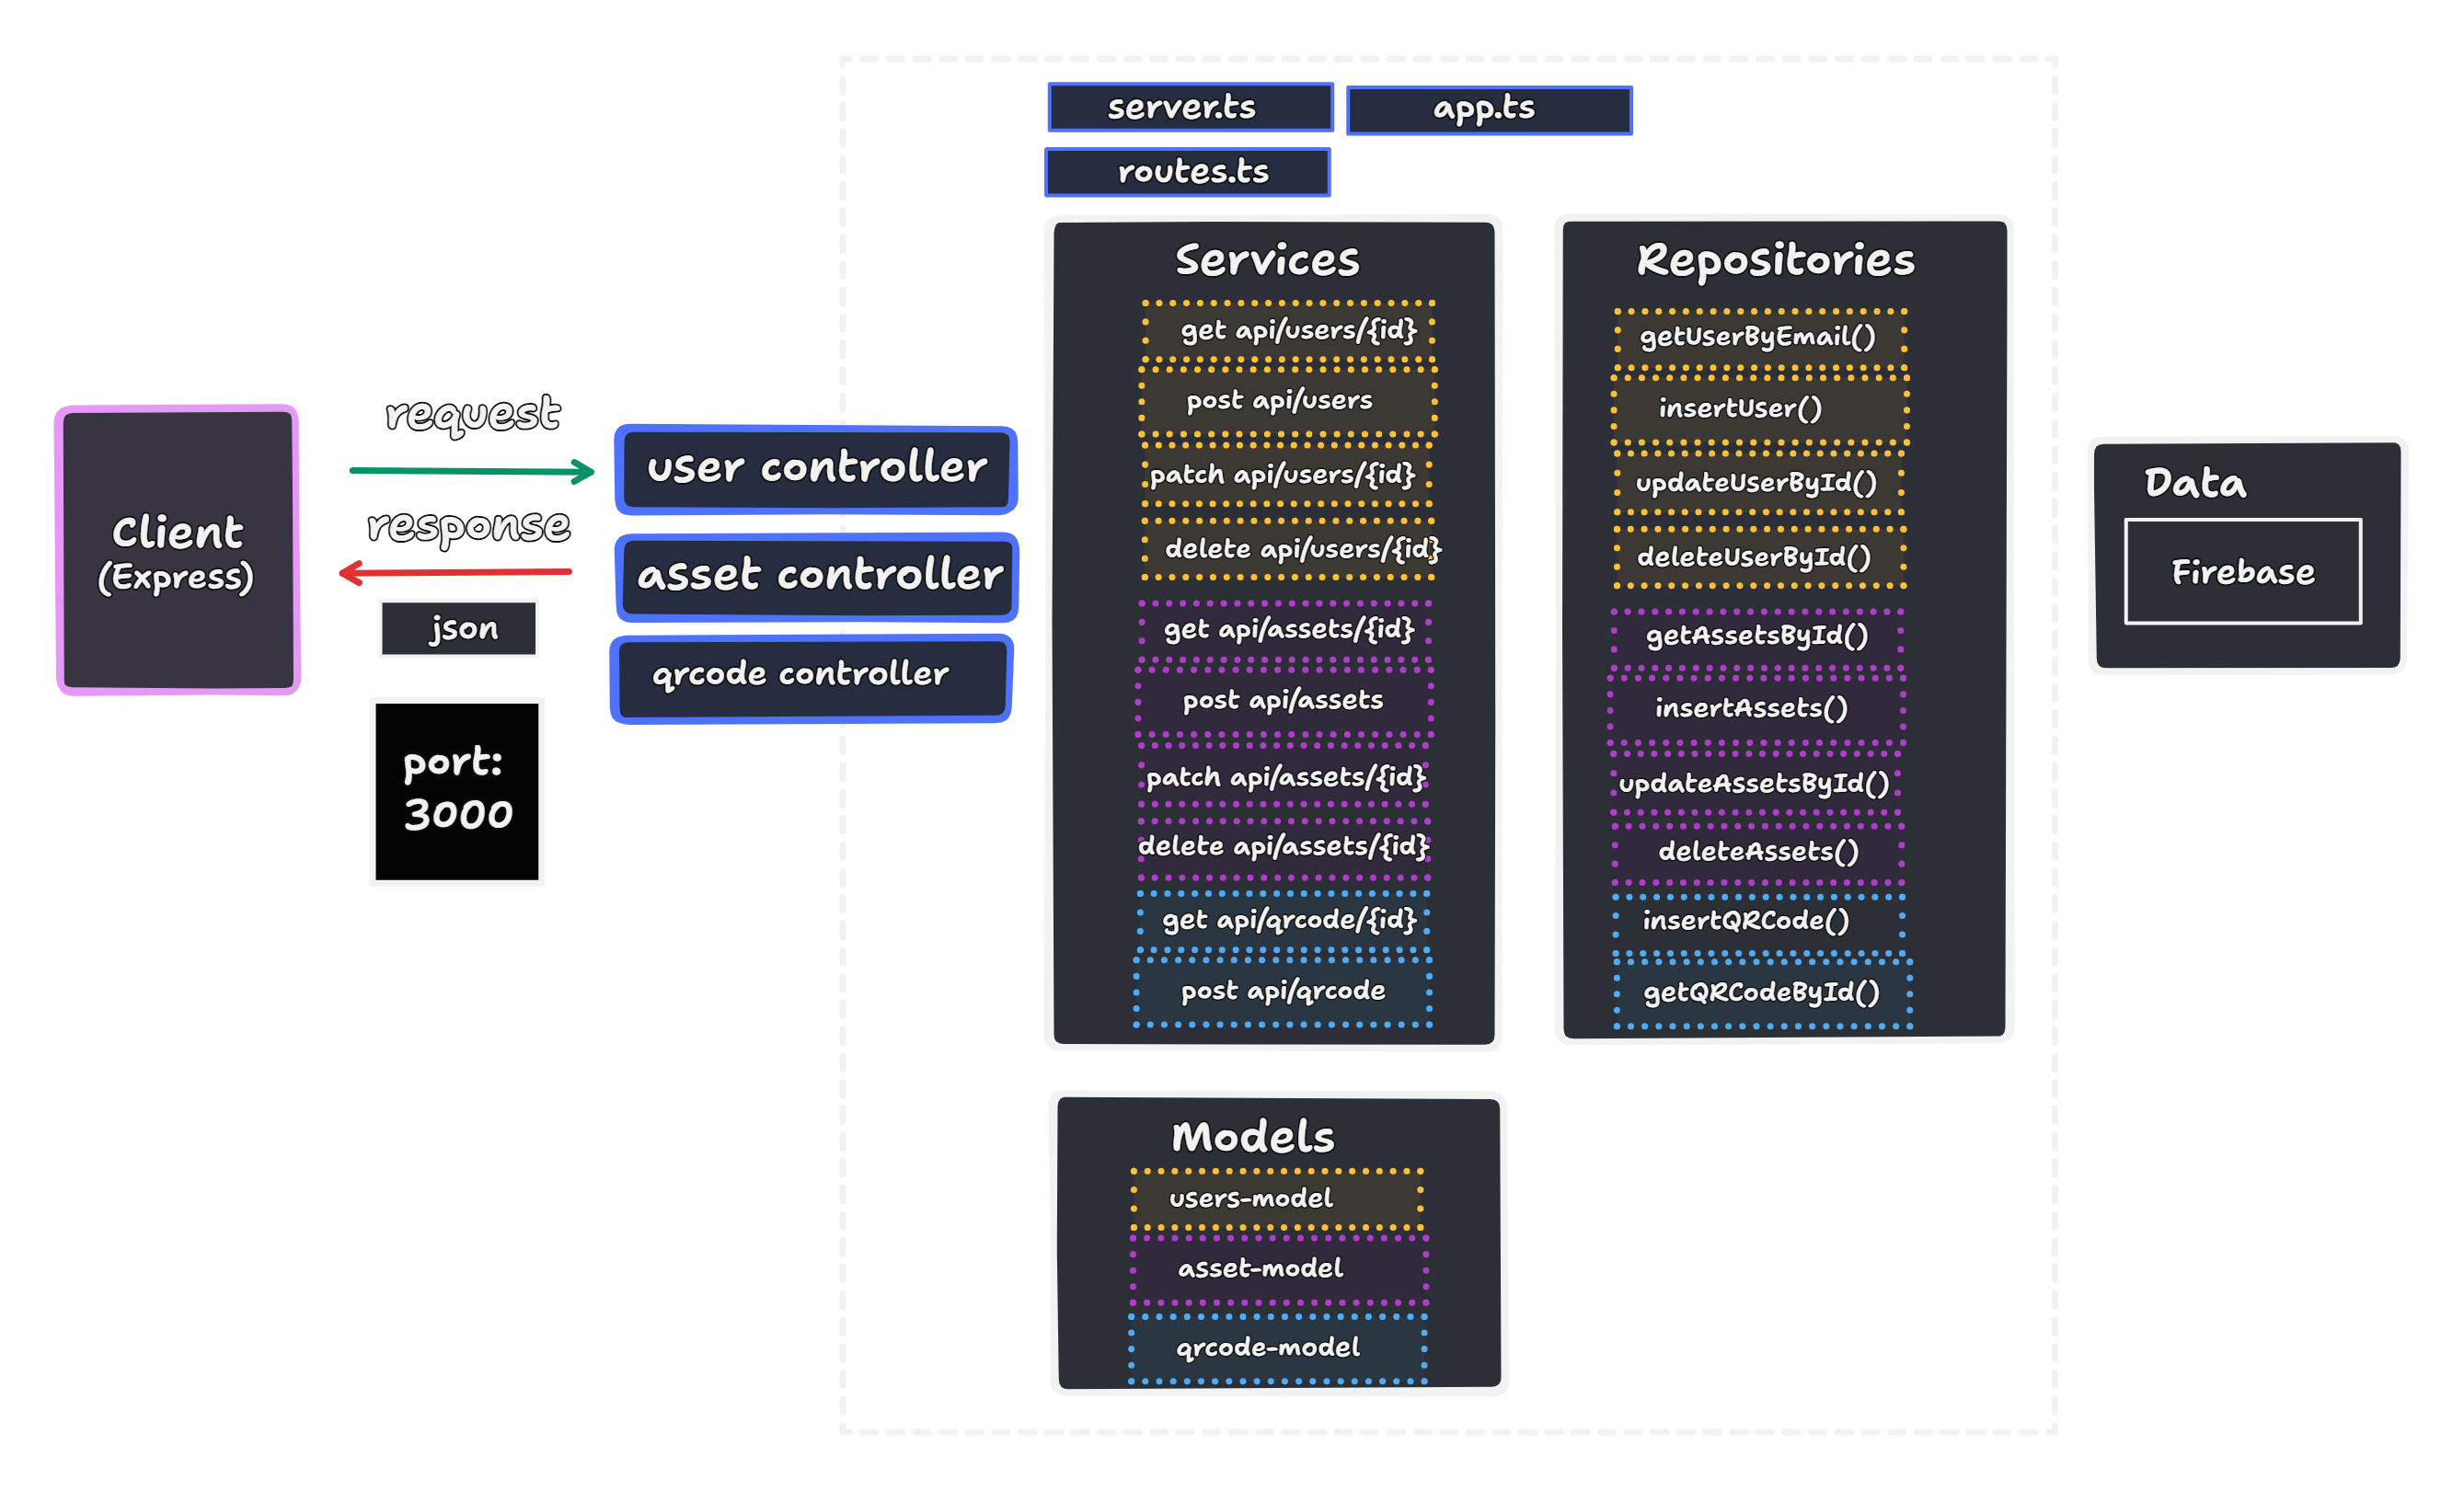 server.ts
app.ts
routes.ts
Client
(Express)
request
response
json
port:
3000
user controller
asset controller
qrcode controller
Services
get api/users/{id}
post api/users
patch api/users/{id}
delete api/users/{id}
get api/assets/{id}
post api/assets
patch api/assets/{id}
delete api/assets/{id}
get api/qrcode/{id}
post api/qrcode
Repositories
getUserByEmail()
insertUser()
updateUserById()
deleteUserById()
getAssetsById()
insertAssets()
updateAssetsById()
deleteAssets()
insertQRCode()
getQRCodeById()
Data
Firebase
Models
users-model
asset-model
qrcode-model